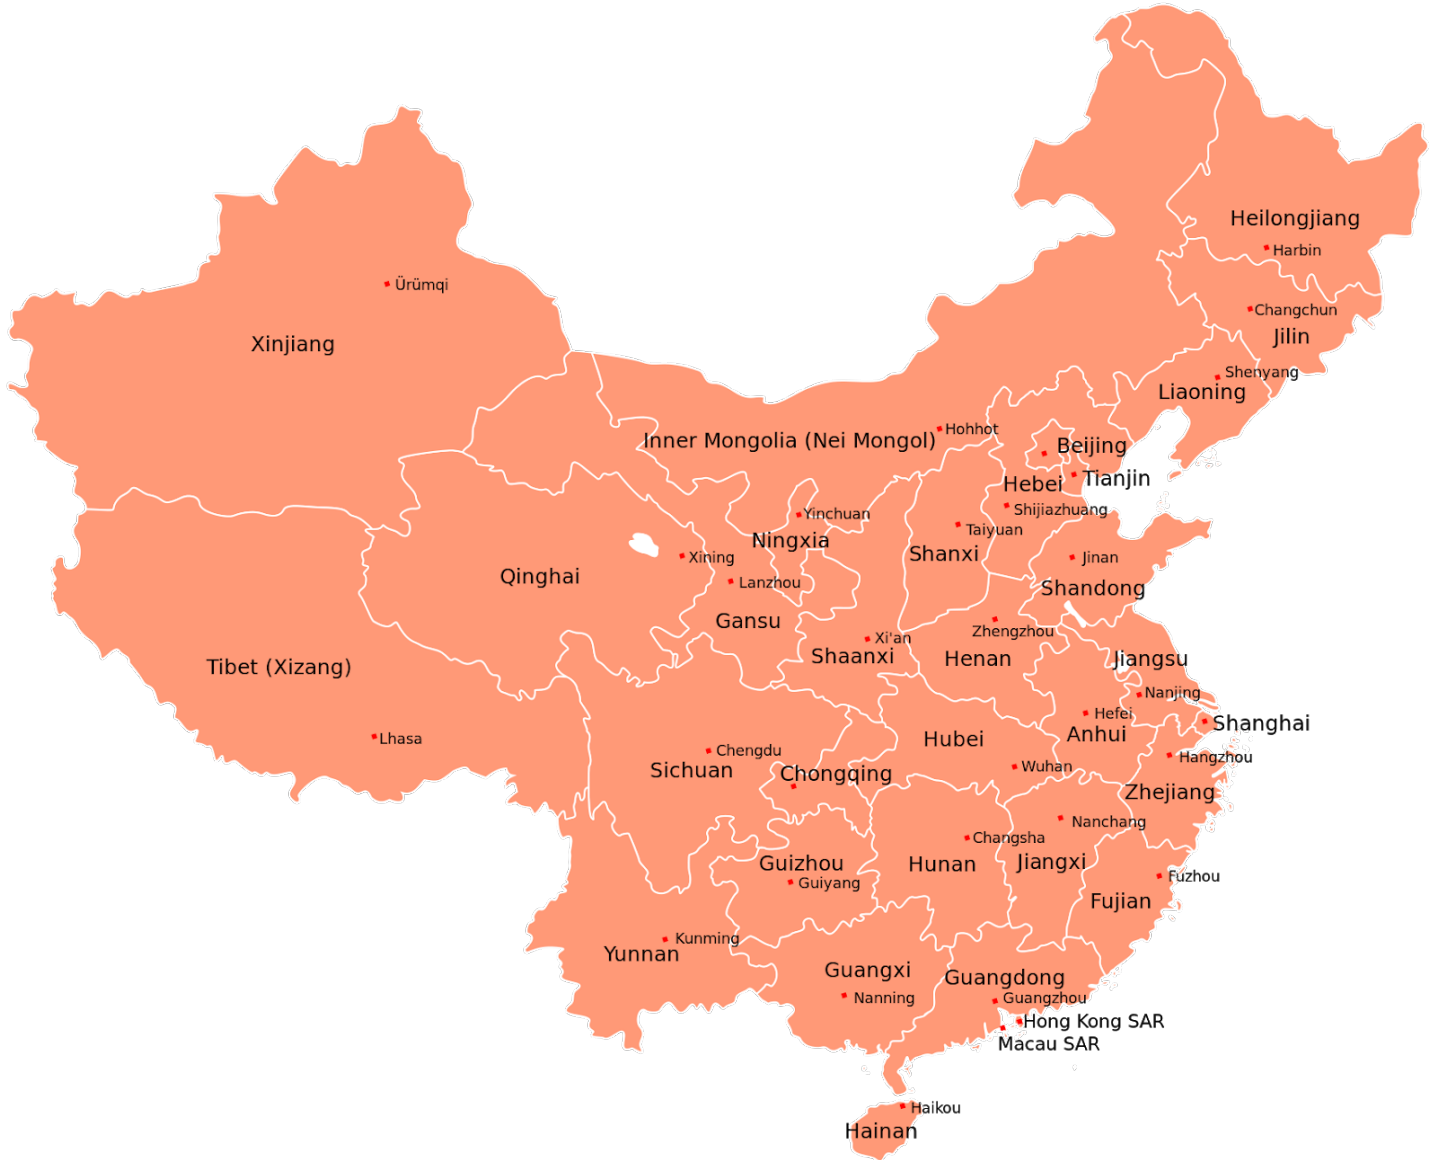 Heilongjiang
Harbin
Ürümqi
Changchun
Jilin
Xinjiang
Shenyang
Liaoning
Hohhot
Inner Mongolia (Nei Mongol)
Beijing
Tianjin
Hebei
Shijiazhuang
Yinchuan
Taiyuan
Ningxia
Shanxi
Xining
Jinan
Qinghai
Lanzhou
Shandong
Gansu
Zhengzhou
Xi'an
Shaanxi
Henan
Jiangsu
Tibet (Xizang)
Nanjing
Hefei
Shanghai
Anhui
Lhasa
Hubei
Chengdu
Hangzhou
Sichuan
Chongqing
Wuhan
Zhejiang
Nanchang
Changsha
Guizhou
Hunan
Jiangxi
Fuzhou
Guiyang
Fujian
Kunming
Yunnan
Guangxi
Guangdong
Nanning
Guangzhou
Hong Kong SAR
Macau SAR
Haikou
Hainan